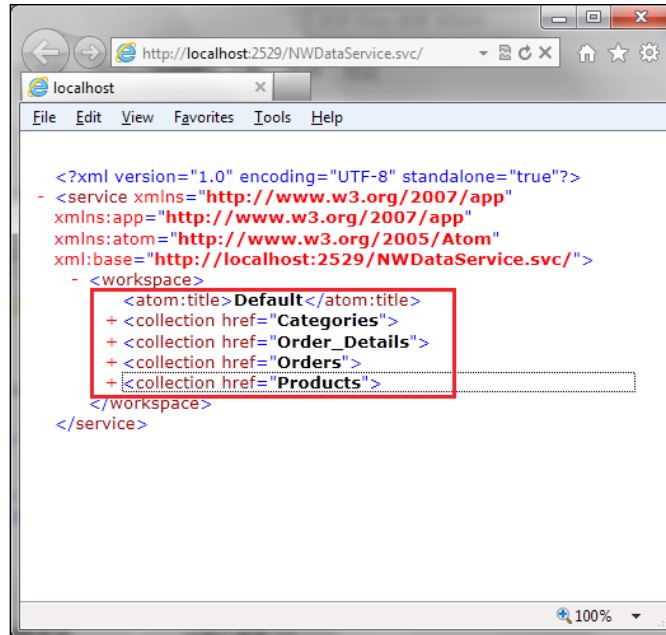 http://localhost:2529/NWDataService.svc/
localhost
File Edit View Favorites Tools Help
<?xml version="1.0" encoding="UTF-8" standalone="true"?>
- <service xmlns="http://www.w3.org/2007/app"
xmlns:app="http://www.w3.org/2007/app"
xmlns:atom="http://www.w3.org/2005/Atom"
xml:base="http://localhost:2529/NWDataService.svc/">
- <workspace>
<atom:title>Default</atom:title>
+ <collection href="Categories">
+ <collection href="Order_Details">
+ <collection href="Orders">
+ <collection href="Products">
</workspace>
</service>
100%